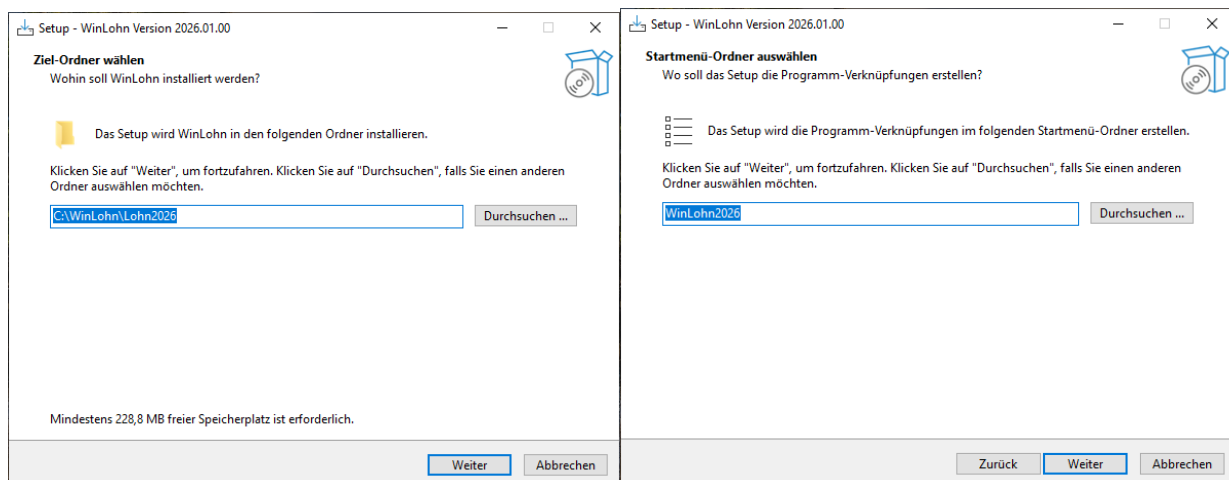 Setup - WinLohn Version 2026.01.00
Ziel-Ordner wählen
Wohin soll WinLohn installiert werden?
Das Setup wird WinLohn in den folgenden Ordner installieren.
Klicken Sie auf "Weiter", um fortzufahren. Klicken Sie auf "Durchsuchen", falls Sie einen anderen
Ordner auswählen möchten.
C:\WinLohn\Lohn2026
Durchsuchen ...
Mindestens 228,8 MB freier Speicherplatz ist erforderlich.
Weiter
Abbrechen
Setup - WinLohn Version 2026.01.00
Startmenü-Ordner auswählen
Wo soll das Setup die Programm-Verknüpfungen erstellen?
Das Setup wird die Programm-Verknüpfungen im folgenden Startmenü-Ordner erstellen.
Klicken Sie auf "Weiter", um fortzufahren. Klicken Sie auf "Durchsuchen", falls Sie einen anderen
Ordner auswählen möchten.
WinLohn2026
Durchsuchen ...
Zurück
Weiter
Abbrechen